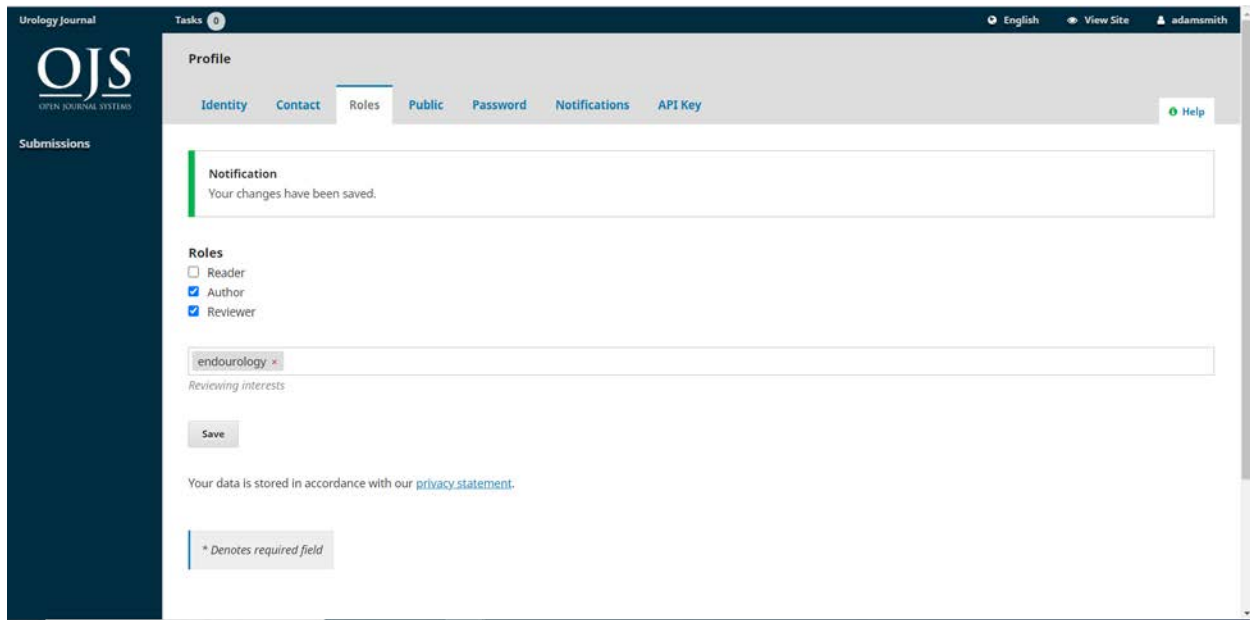 Urology Journal
Tasks 0
English
View Site
adamsmith
OJS
OPEN JOURNAL SYSTEMS
Submissions
Profile
Identity Contact Roles Public Password Notifications API Key
Help
Notification
Your changes have been saved.
Roles
Reader
Author
Reviewer
endourology ×
Reviewing interests
Save
Your data is stored in accordance with our privacy statement.
* Denotes required field